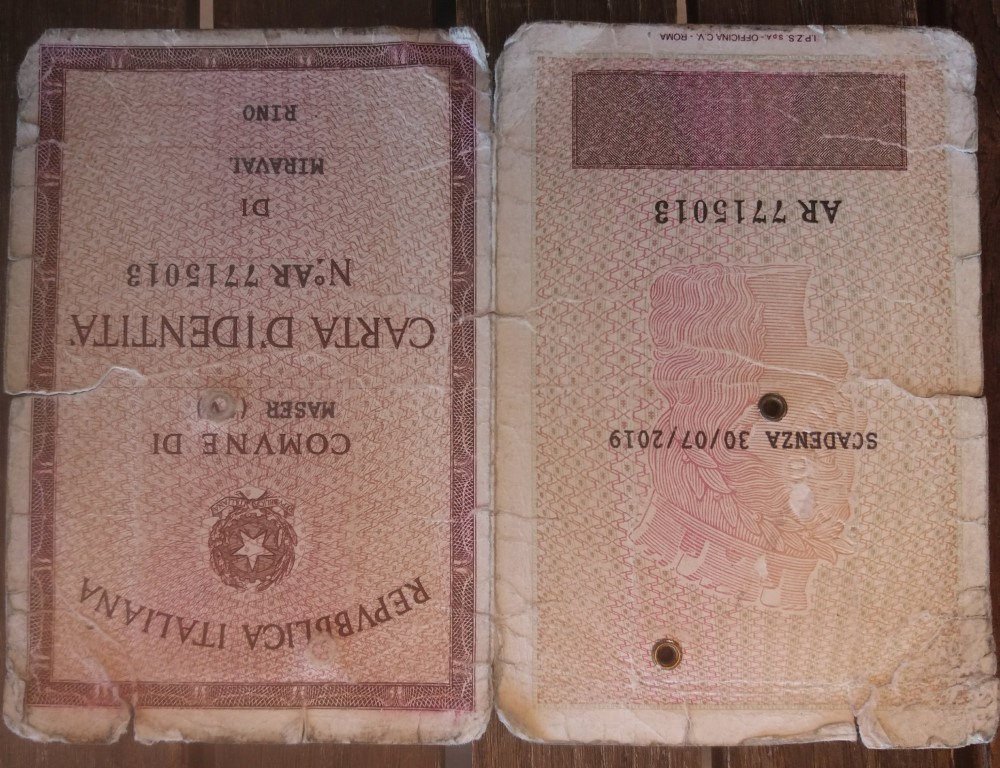 REPVBBLICA ITALIANA
COMVNE DI
MASER (
CARTA D'IDENTITA'
N° AR 7715013
DI
MIRAVAL
RINO
SCADENZA 30/07/2019
AR 7715013
I.P.Z.S. SpA - OFFICINA C.V. - ROMA